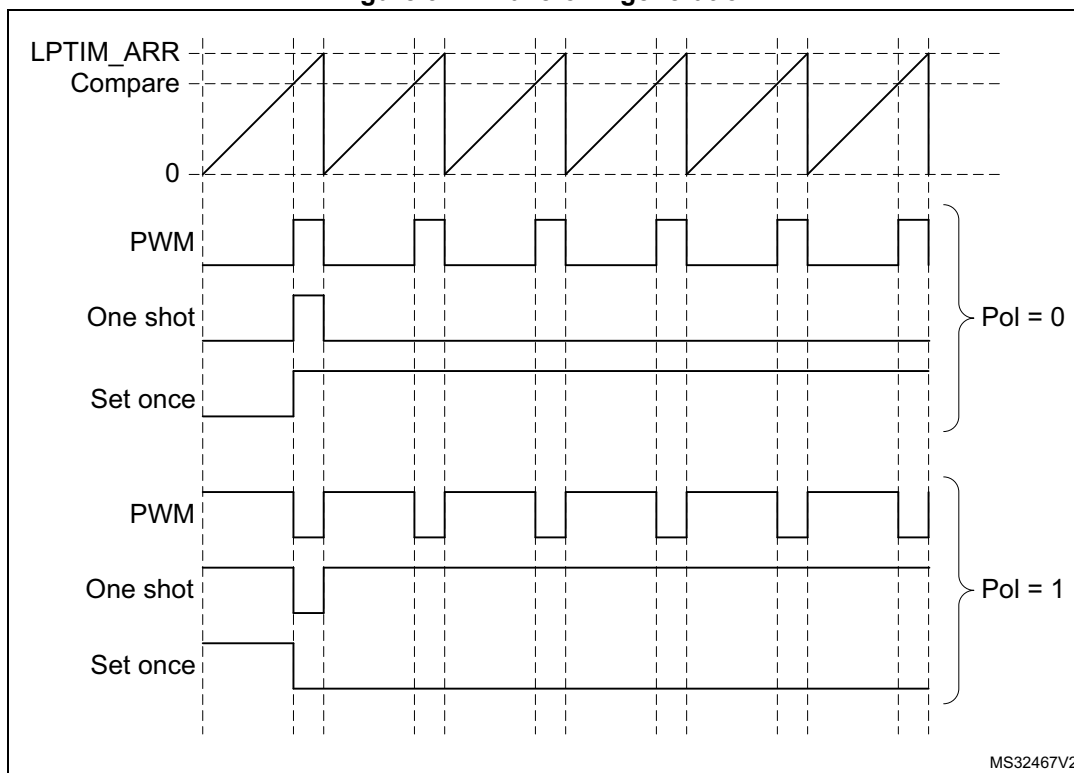 LPTIM_ARR
Compare
0
PWM
One shot
Pol = 0
Set once
PWM
One shot
Pol = 1
Set once
MS32467V2